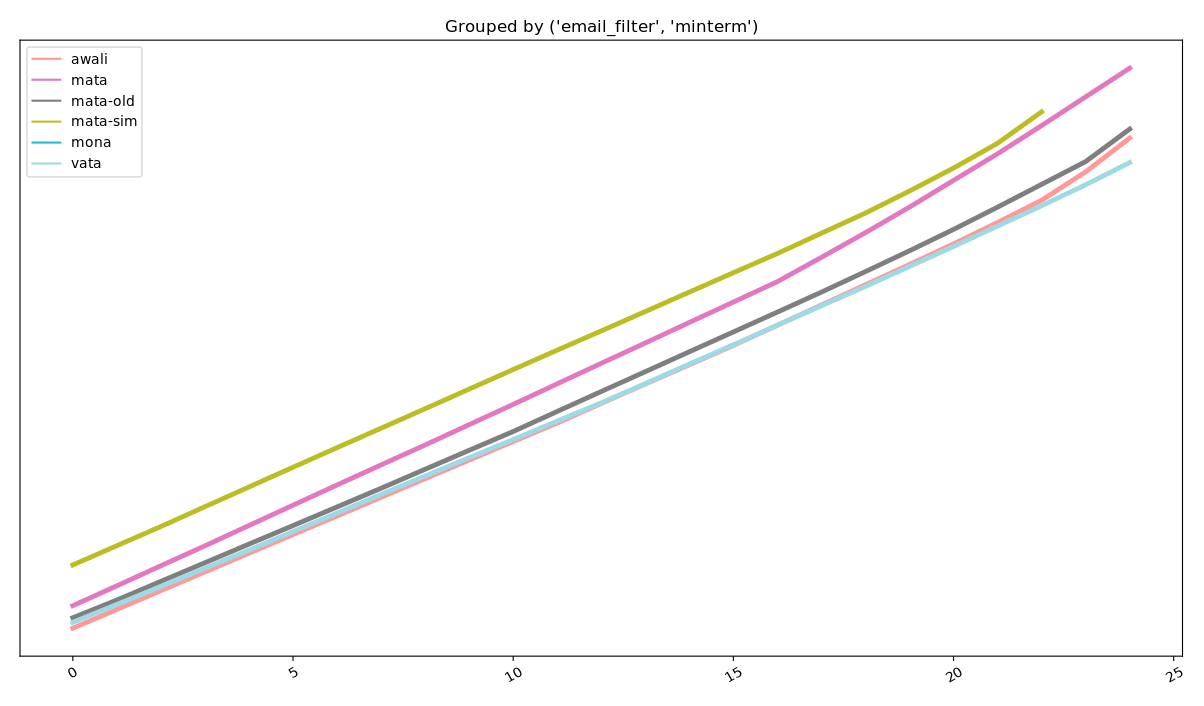 Grouped by ('email_filter', 'minterm')
awali
mata
mata-old
mata-sim
mona
vata
0 5 10 15 20 25